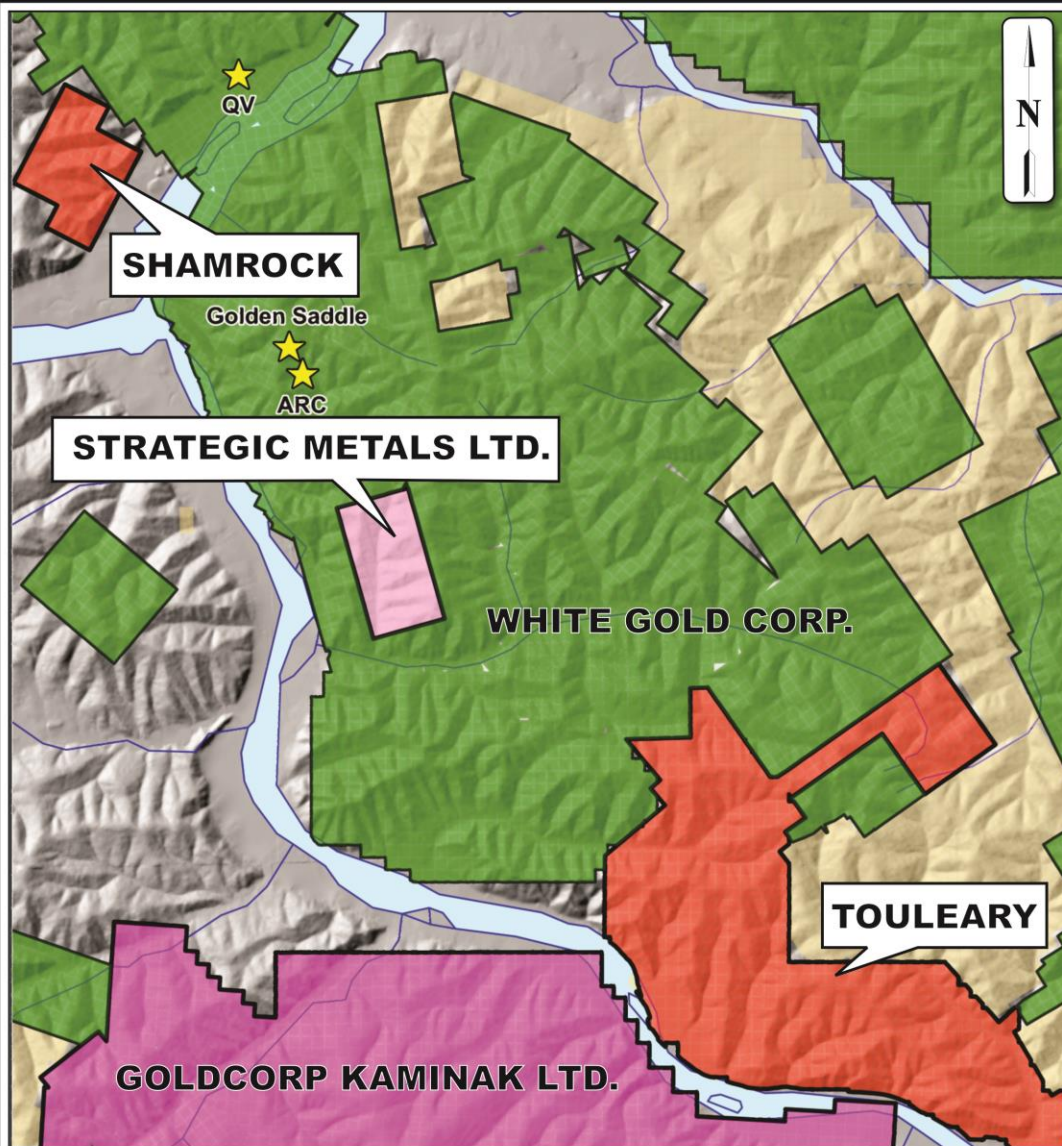 N
QV
SHAMROCK
Golden Saddle
ARC
STRATEGIC METALS LTD.
WHITE GOLD CORP.
TOULEARY
GOLDCORP KAMINAK LTD.